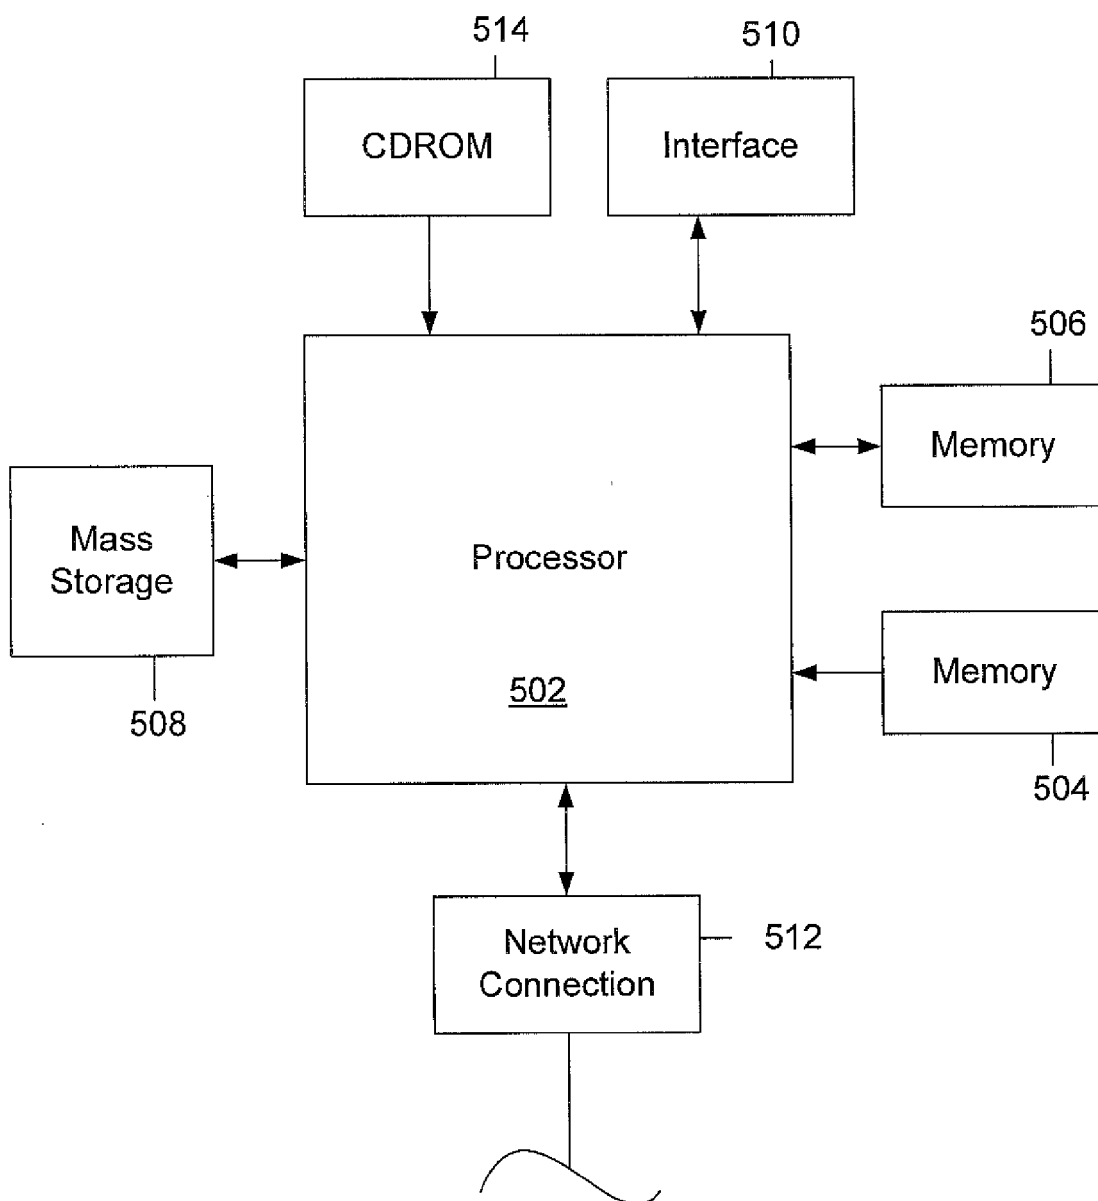 514
510
CDROM
Interface
506
Memory
Mass
Storage
Processor
Memory
502
508
504
Network
Connection
512